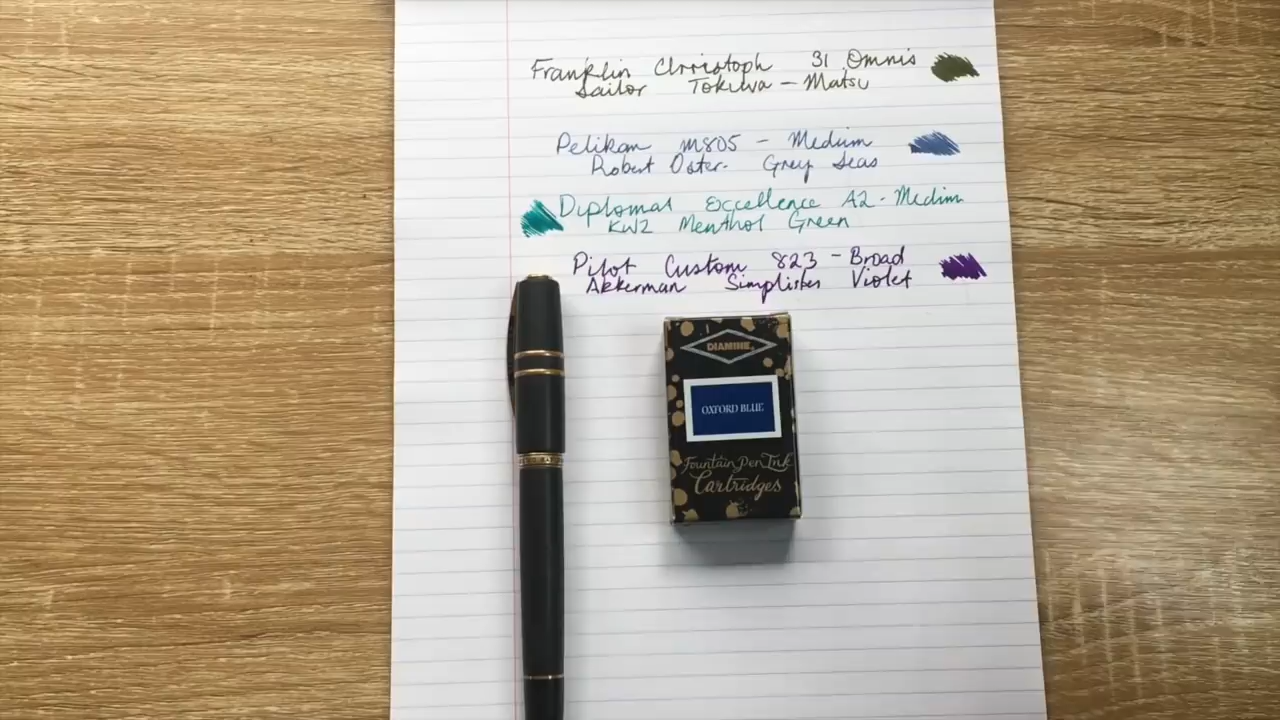 Franklin Christoph 31 Omnis
Sailor Tokiwa - Matsu
Pelikan m805 - Medium
Robert Oster. Grey Seas
Diplomat Excellence A2 - Medium
KWZ Menthol Green
Pilot Custom 823 - Broad
Akkerman Simplisties Violet
DIAMINE
OXFORD BLUE
Fountain Pen Ink
Cartridges